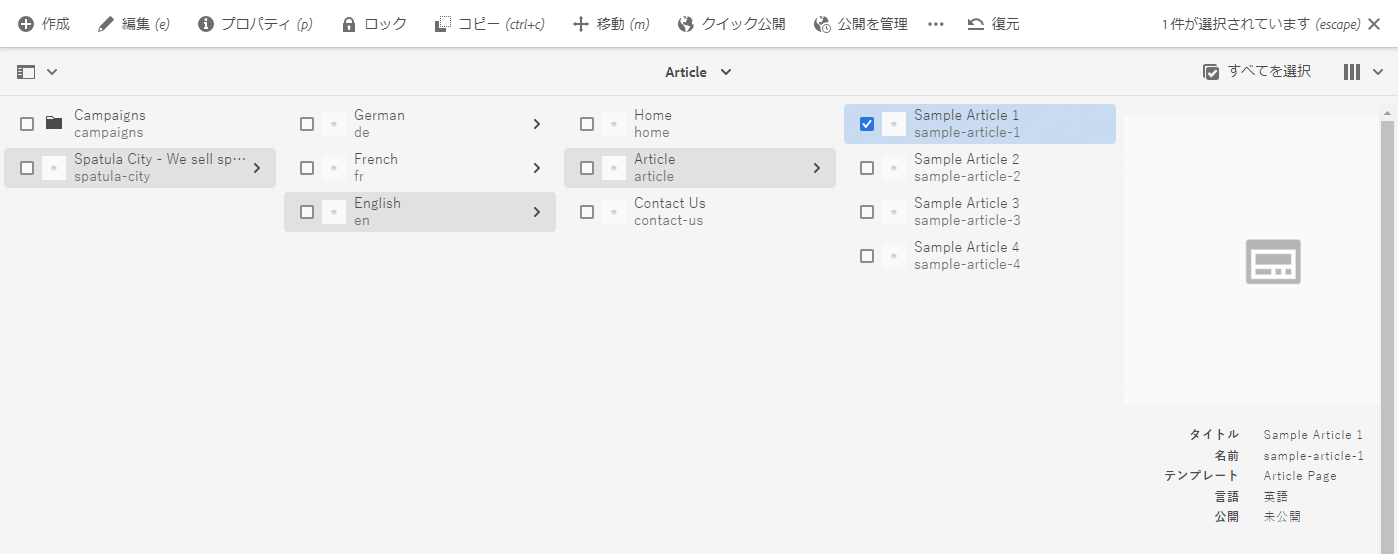 作成 編集 (e) プロパティ (p) ロック コピー (ctrl+c) 移動 (m) クイック公開 公開を管理 ••• 復元 1 件が選択されています (escape)
Article すべてを選択
Campaigns
campaigns
Spatula City - We sell sp•••
spatula-city
German
de
French
fr
English
en
Home
home
Article
article
Contact Us
contact-us
Sample Article 1
sample-article-1
Sample Article 2
sample-article-2
Sample Article 3
sample-article-3
Sample Article 4
sample-article-4
タイトル Sample Article 1
名前 sample-article-1
テンプレート Article Page
言語 英語
公開 未公開